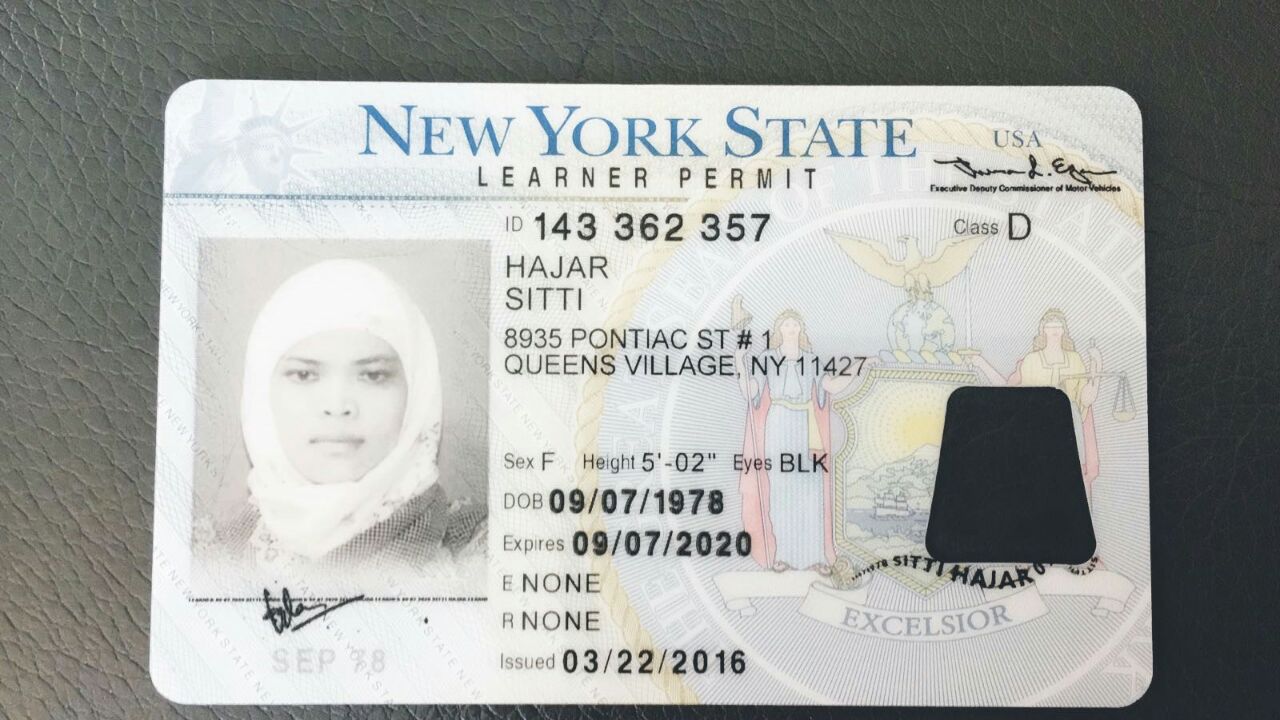 NEW YORK STATE USA
LEARNER PERMIT
Executive Deputy Commissioner of Motor Vehicles
ID 143 362 357 Class D
HAJAR
SITTI
8935 PONTIAC ST # 1
QUEENS VILLAGE, NY 11427
Sex F Height 5'-02" Eyes BLK
DOB 09/07/1978
Expires 09/07/2020
E NONE
R NONE
Issued 03/22/2016
SEP 78
SITTI HAJAR
EXCELSIOR